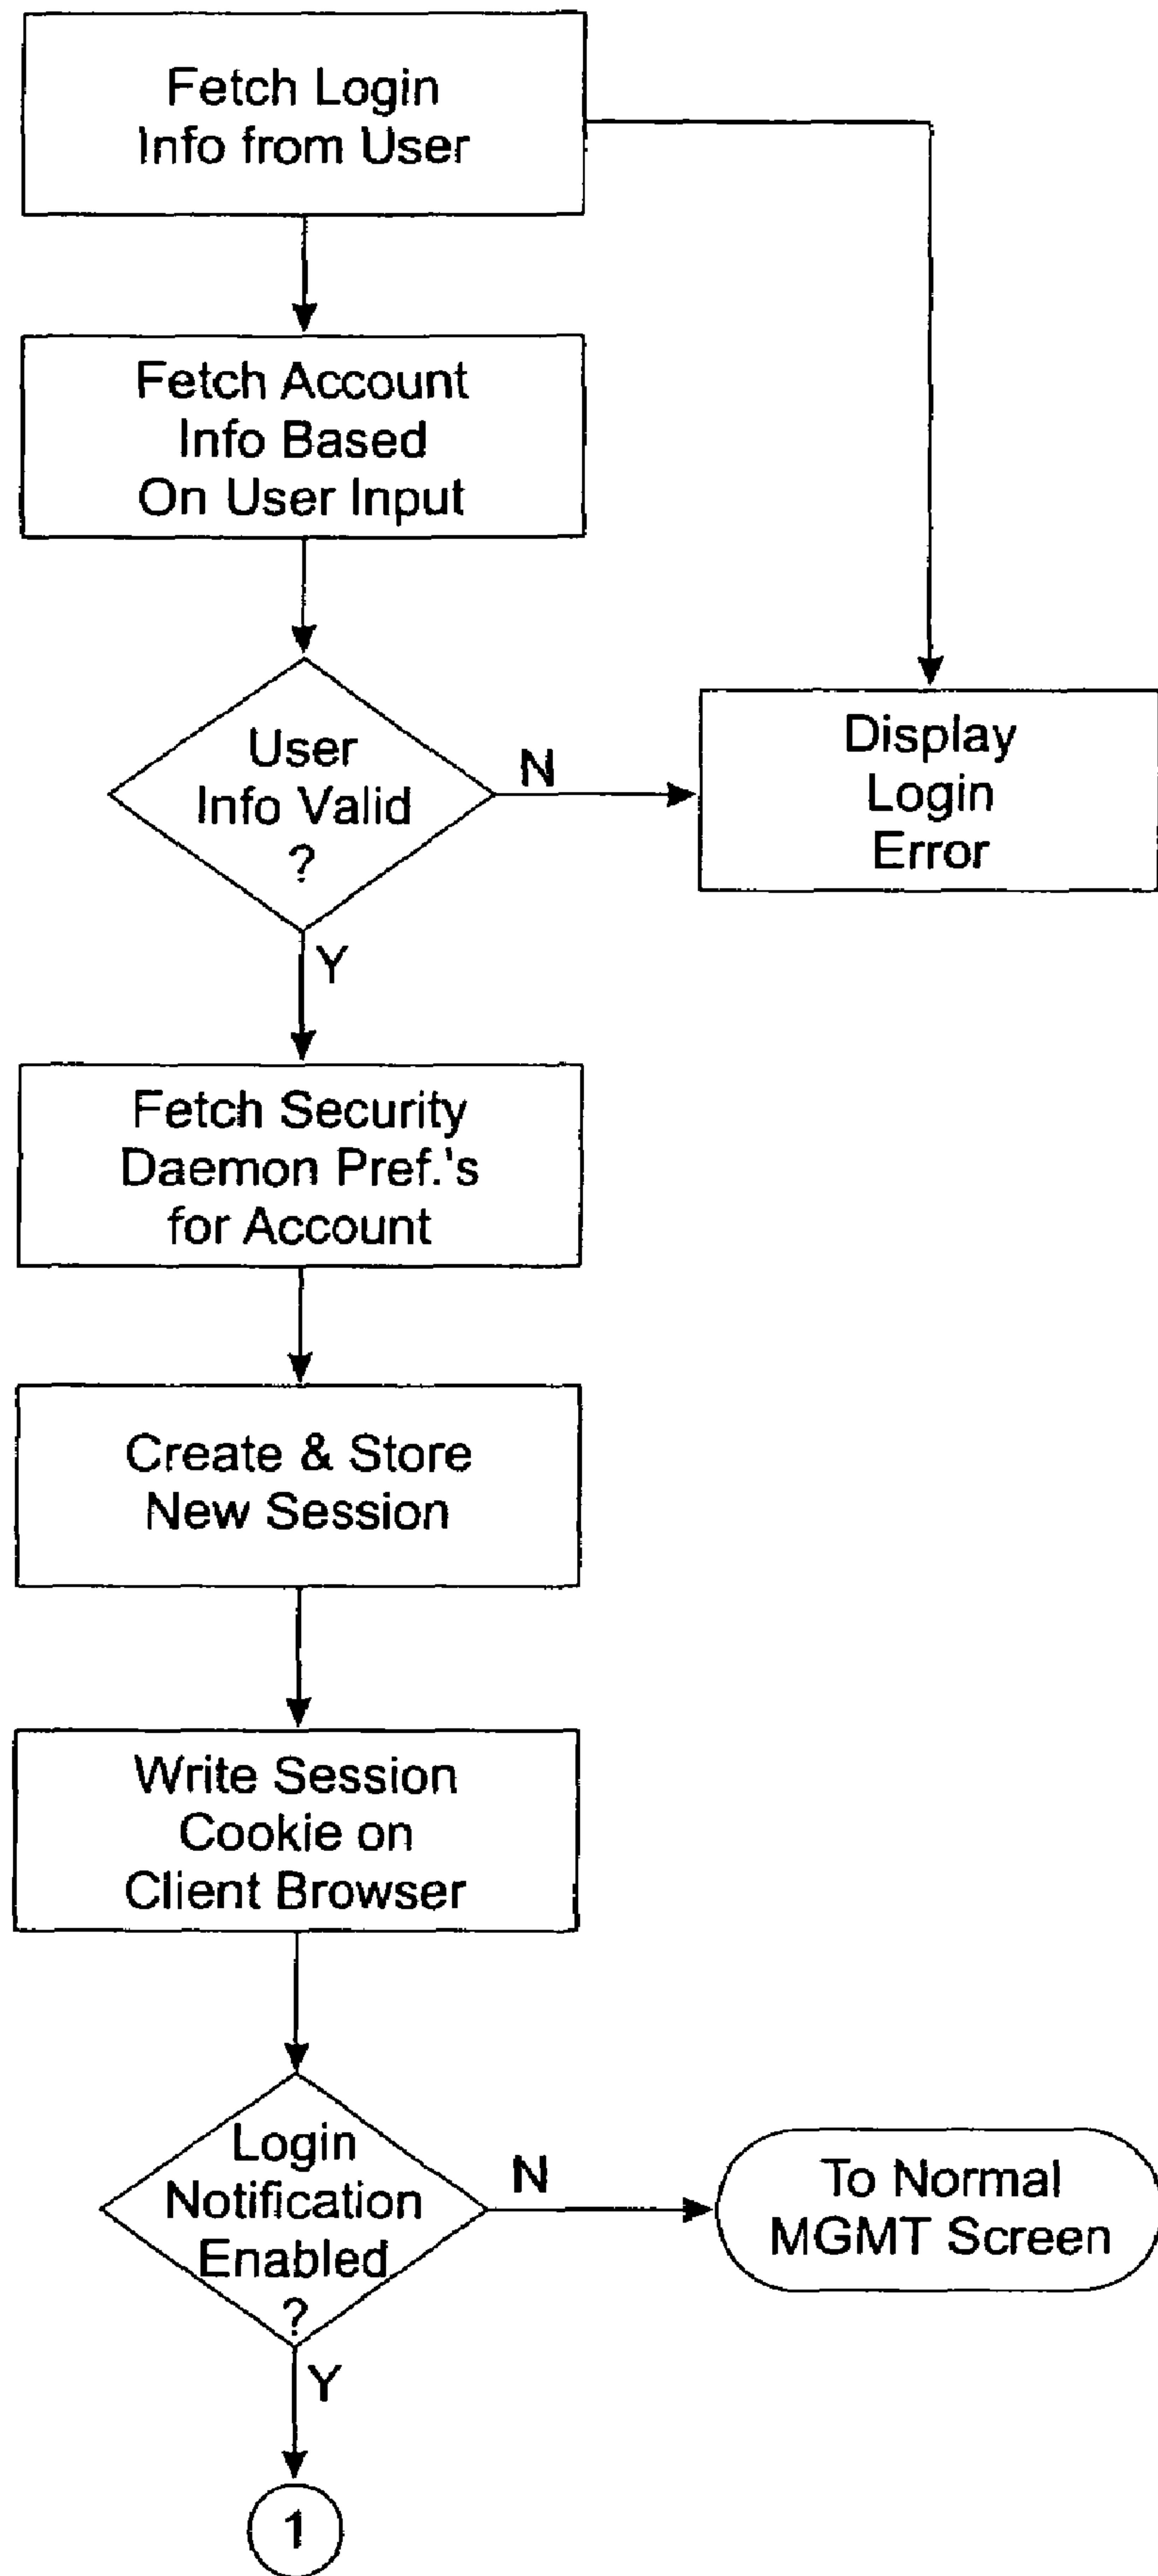 Fetch Login
Info from User
Fetch Account
Info Based
On User Input
User
Info Valid
?
N
Display
Login
Error
Y
Fetch Security
Daemon Pref.'s
for Account
Create & Store
New Session
Write Session
Cookie on
Client Browser
Login
Notification
Enabled
?
N
To Normal
MGMT Screen
Y
1